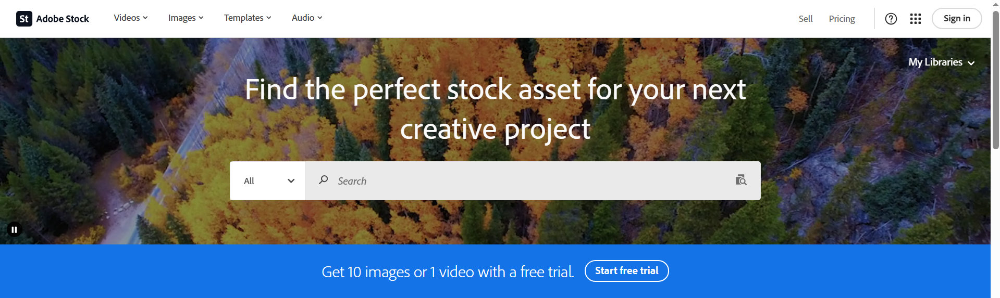 St Adobe Stock Videos Images Templates Audio Sell Pricing Sign in
My Libraries
Find the perfect stock asset for your next
creative project
All Search
Get 10 images or 1 video with a free trial. Start free trial